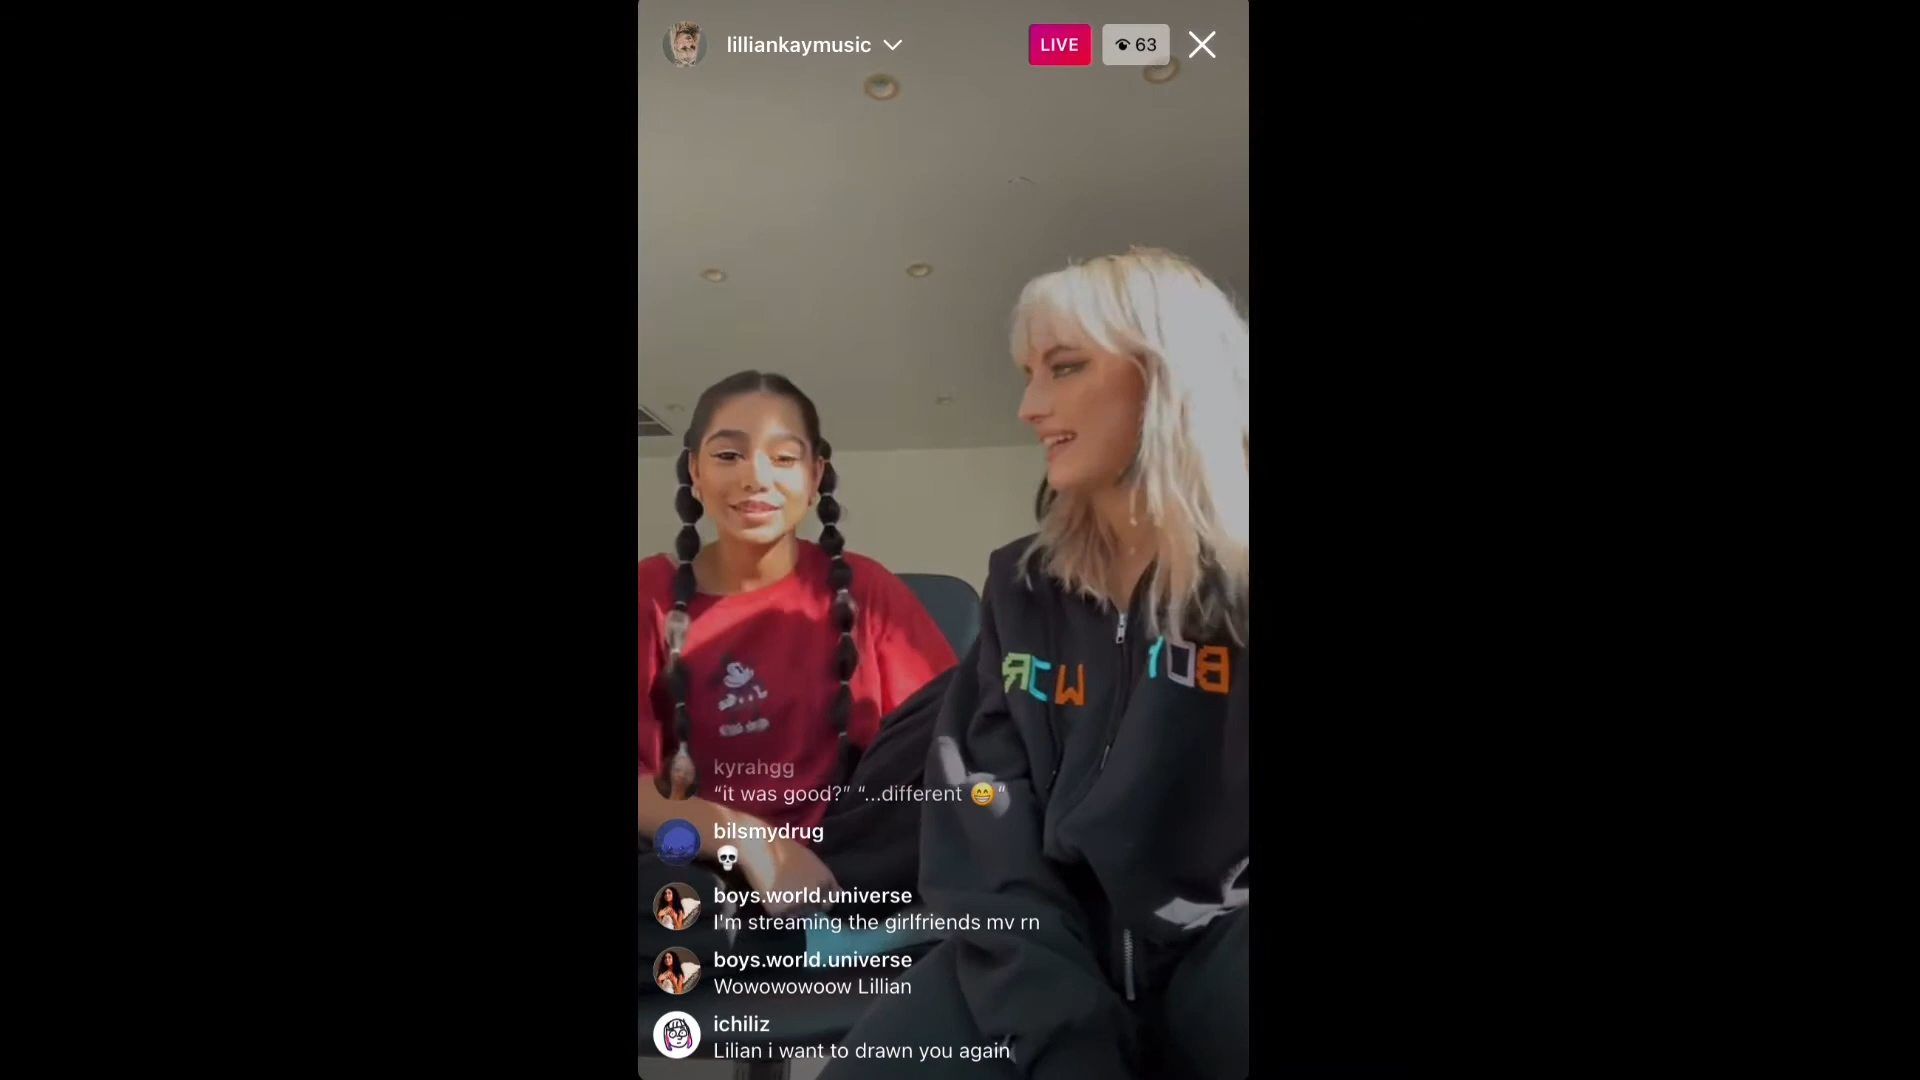 lilliankaymusic
LIVE
63
kyrahgg
“it was good?” “...different 😁“
bilsmydrug
💀
boys.world.universe
I'm streaming the girlfriends mv rn
boys.world.universe
Wowowowoow Lillian
ichiliz
Lilian i want to drawn you again